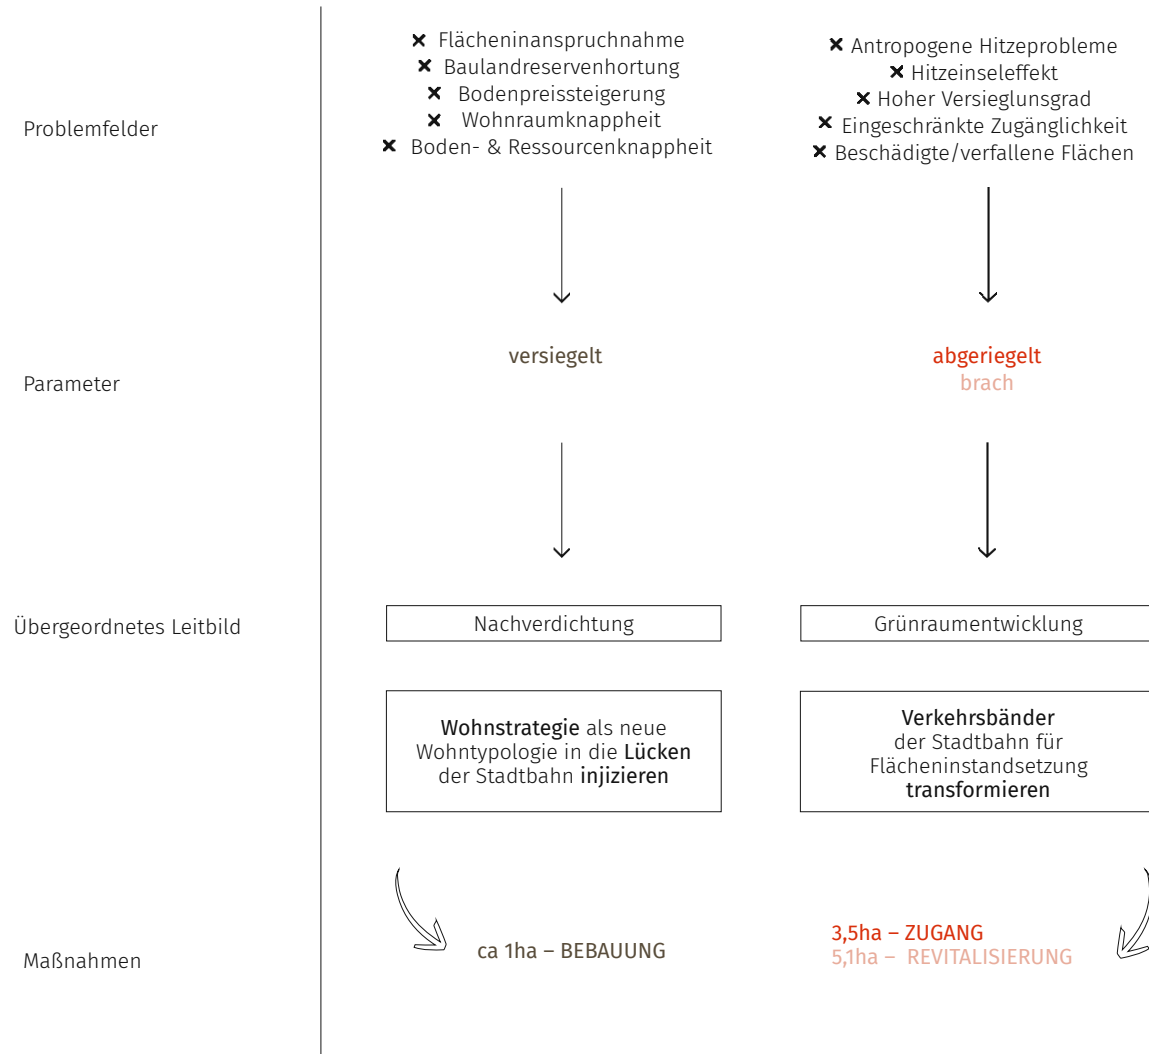 Problemfelder
× Flächeninanspruchnahme
× Baulandreservenhortung
× Bodenpreissteigerung
× Wohnraumknappheit
× Boden- & Ressourcenknappheit
× Antropogene Hitzeprobleme
× Hitzeinseleffekt
× Hoher Versieglunsgrad
× Eingeschränkte Zugänglichkeit
× Beschädigte/verfallene Flächen
Parameter
versiegelt
abgeriegelt
brach
Übergeordnetes Leitbild
Nachverdichtung
Grünraumentwicklung
Wohnstrategie als neue
Wohntypologie in die Lücken
der Stadtbahn injizieren
Verkehrsbänder
der Stadtbahn für
Flächeninstandsetzung
transformieren
Maßnahmen
ca 1ha – BEBAUUNG
3,5ha – ZUGANG
5,1ha – REVITALISIERUNG